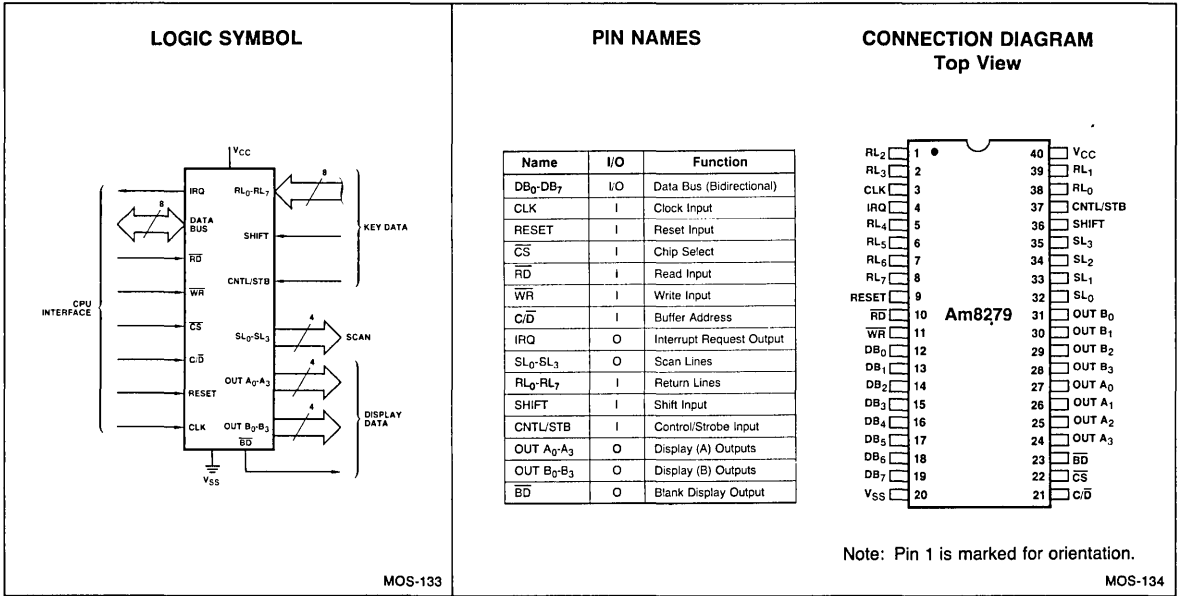 LOGIC SYMBOL
VCC
IRQ
RL0-RL7
8
8
DATA
BUS
SHIFT
KEY DATA
RD
CNTL/STB
WR
CPU
INTERFACE
CS
SL0-SL3
4
SCAN
C/D
4
OUT A0-A3
RESET
4
DISPLAY
DATA
CLK
OUT B0-B3
BD
VSS
MOS-133
PIN NAMES
Name I/O Function
DB0-DB7 I/O Data Bus (Bidirectional)
CLK I Clock Input
RESET I Reset Input
CS I Chip Select
RD I Read Input
WR I Write Input
C/D I Buffer Address
IRQ O Interrupt Request Output
SL0-SL3 O Scan Lines
RL0-RL7 I Return Lines
SHIFT I Shift Input
CNTL/STB I Control/Strobe Input
OUT A0-A3 O Display (A) Outputs
OUT B0-B3 O Display (B) Outputs
BD O Blank Display Output
CONNECTION DIAGRAM
Top View
RL2 1 40 VCC
RL3 2 39 RL1
CLK 3 38 RL0
IRQ 4 37 CNTL/STB
RL4 5 36 SHIFT
RL5 6 35 SL3
RL6 7 34 SL2
RL7 8 33 SL1
RESET 9 32 SL0
RD 10 Am8279 31 OUT B0
WR 11 30 OUT B1
DB0 12 29 OUT B2
DB1 13 28 OUT B3
DB2 14 27 OUT A0
DB3 15 26 OUT A1
DB4 16 25 OUT A2
DB5 17 24 OUT A3
DB6 18 23 BD
DB7 19 22 CS
VSS 20 21 C/D
Note: Pin 1 is marked for orientation.
MOS-134